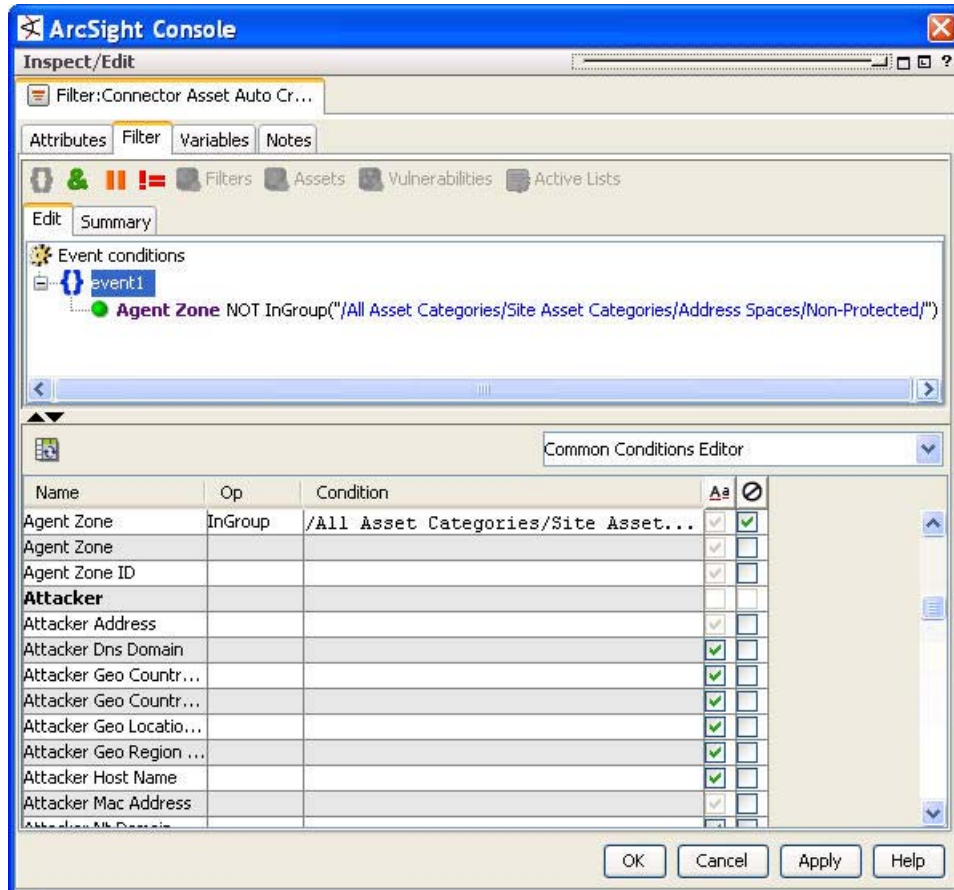 ArcSight Console
Inspect/Edit
?
Filter:Connector Asset Auto Cr...
Attributes Filter Variables Notes
{} & != Filters Assets Vulnerabilities Active Lists
Edit Summary
Event conditions
{} event1
Agent Zone NOT InGroup("/All Asset Categories/Site Asset Categories/Address Spaces/Non-Protected/")
Common Conditions Editor
Name Op Condition Aa
Agent Zone InGroup /All Asset Categories/Site Asset...
Agent Zone
Agent Zone ID
Attacker
Attacker Address
Attacker Dns Domain
Attacker Geo Countr...
Attacker Geo Countr...
Attacker Geo Locatio...
Attacker Geo Region ...
Attacker Host Name
Attacker Mac Address
OK Cancel Apply Help